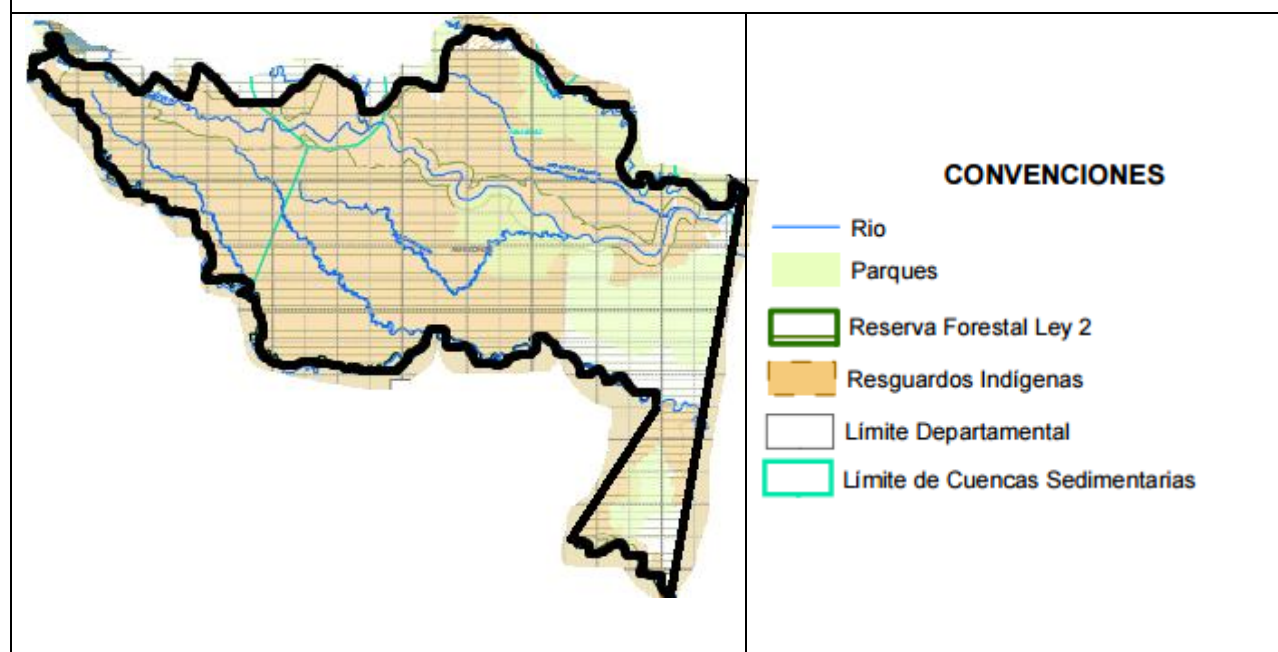 CONVENCIONES
Rio
Parques
Reserva Forestal Ley 2
Resguardos Indígenas
Límite Departamental
Límite de Cuencas Sedimentarias